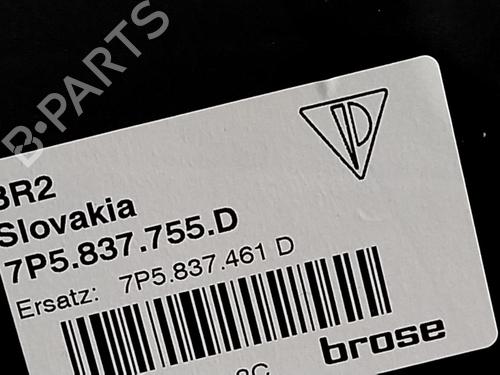 B-PARTS
BR2
Slovakia
7P5.837.755.D
Ersatz: 7P5.837.461 D
brose